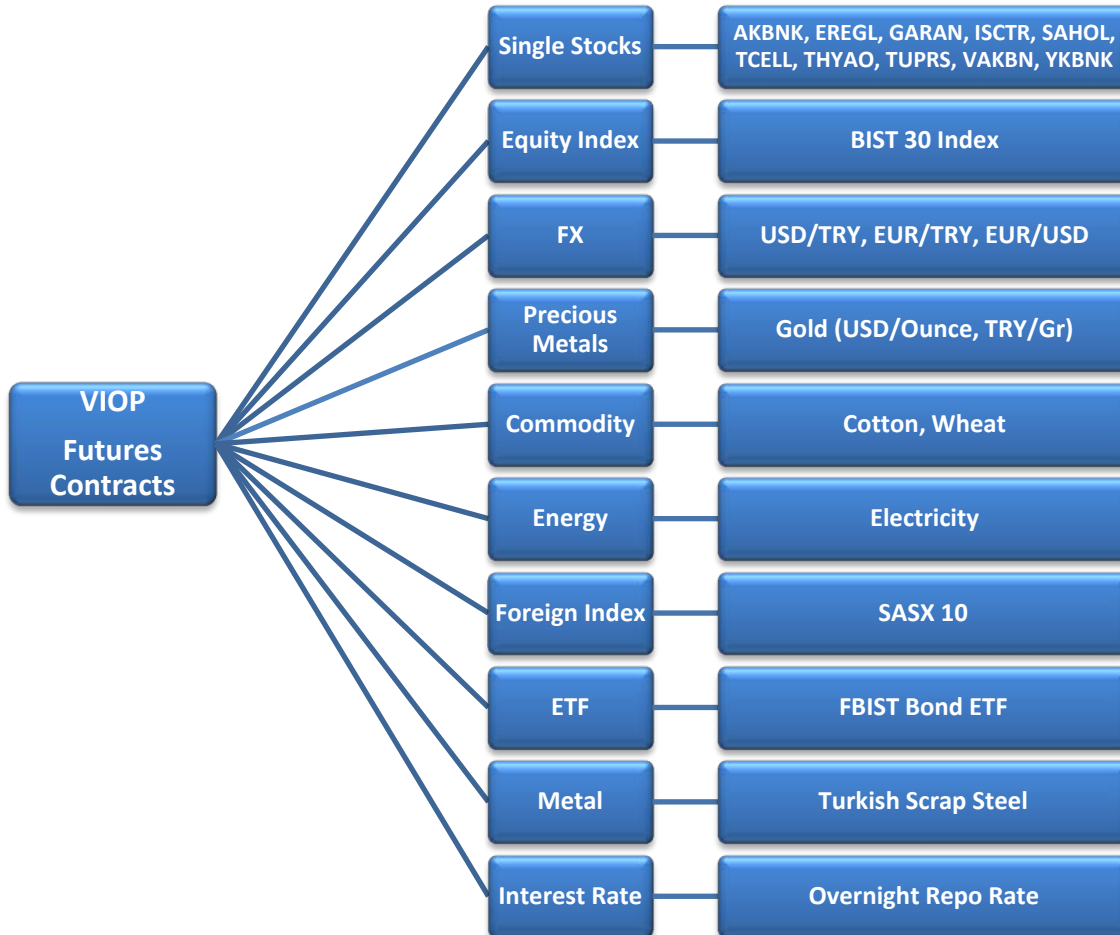 Single Stocks
AKBNK, EREGL, GARAN, ISCTR, SAHOL,
TCELL, THYAO, TUPRS, VAKBN, YKBNK
Equity Index
BIST 30 Index
FX
USD/TRY, EUR/TRY, EUR/USD
Precious
Metals
Gold (USD/Ounce, TRY/Gr)
VIOP
Futures
Contracts
Commodity
Cotton, Wheat
Energy
Electricity
Foreign Index
SASX 10
ETF
FBIST Bond ETF
Metal
Turkish Scrap Steel
Interest Rate
Overnight Repo Rate